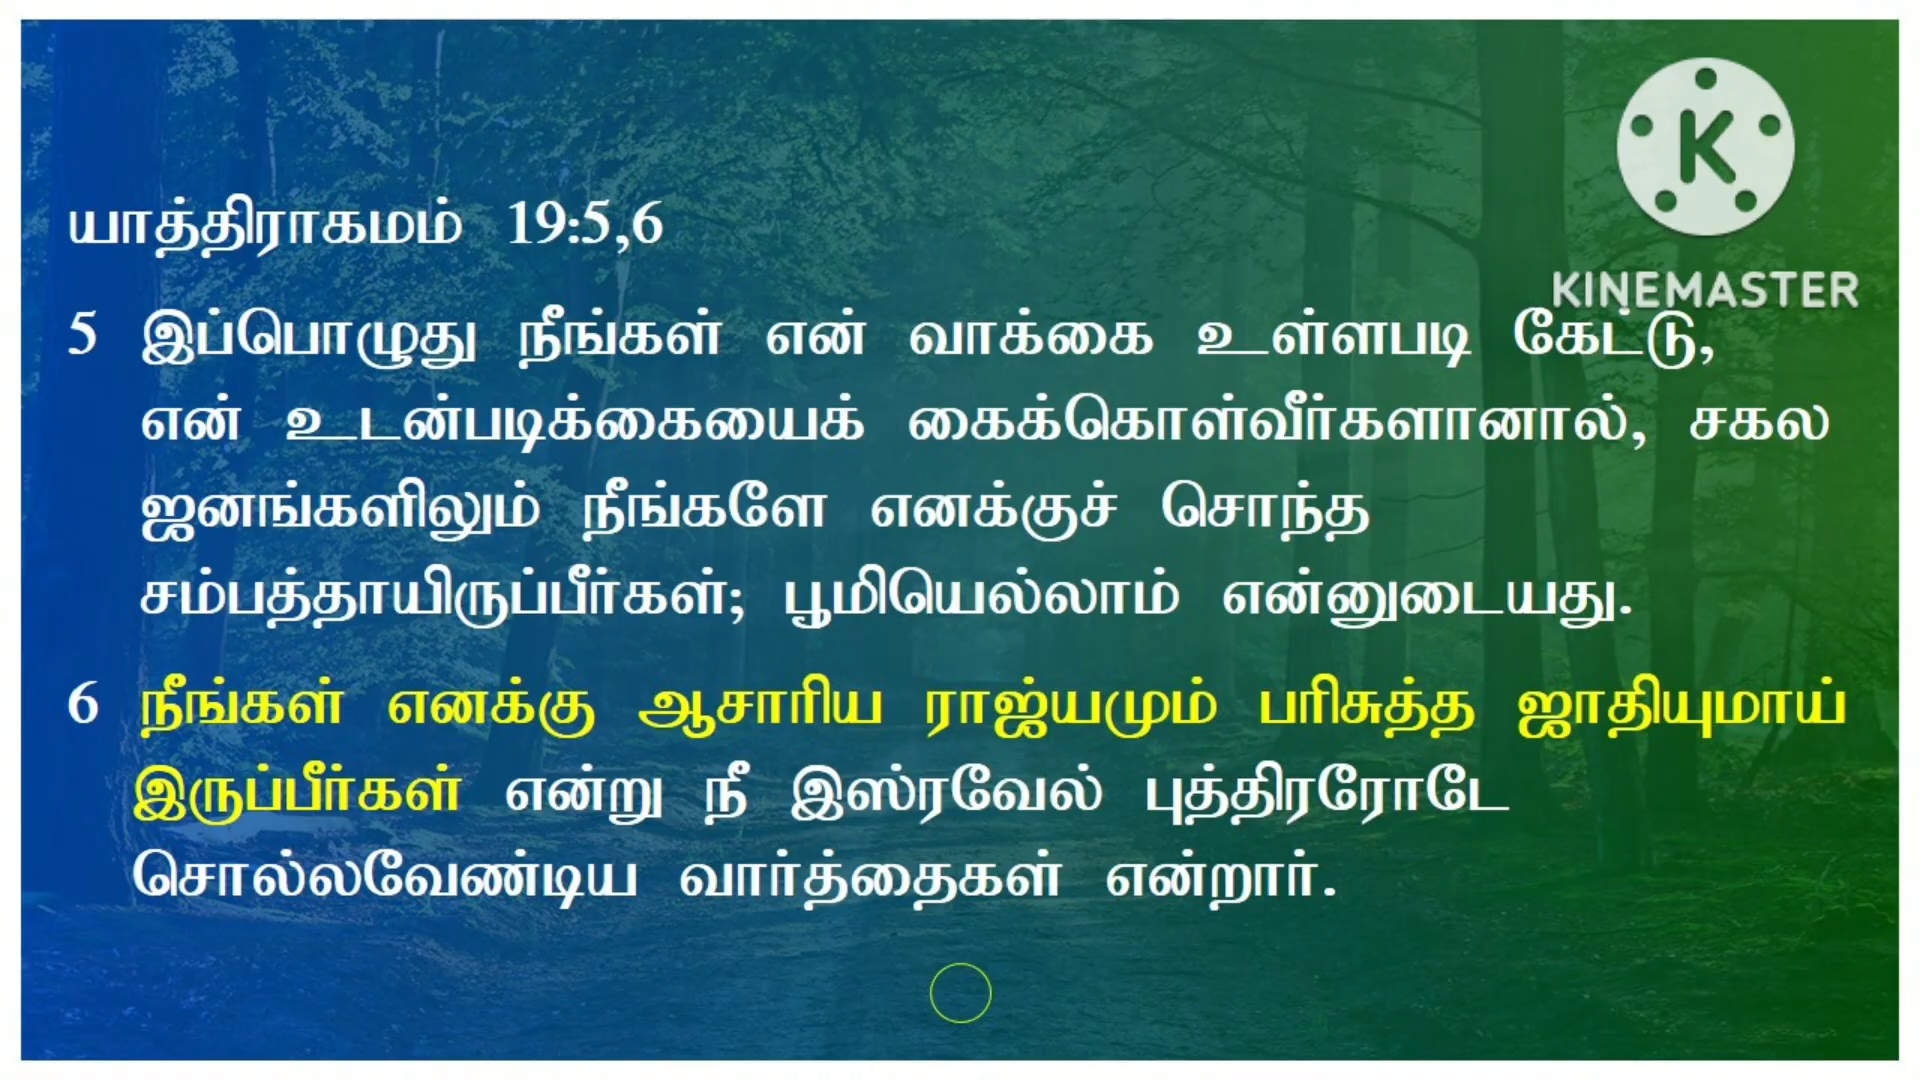 யாத்திராகமம் 19:5,6
K
KINEMASTER
5 இப்பொழுது நீங்கள் என் வாக்கை உள்ளபடி கேட்டு,
என் உடன்படிக்கையைக் கைக்கொள்வீர்களானால், சகல
ஜனங்களிலும் நீங்களே எனக்குச் சொந்த
சம்பத்தாயிருப்பீர்கள்; பூமியெல்லாம் என்னுடையது.
6 நீங்கள் எனக்கு ஆசாரிய ராஜ்யமும் பரிசுத்த ஜாதியுமாய்
இருப்பீர்கள் என்று நீ இஸ்ரவேல் புத்திரரோடே
சொல்லவேண்டிய வார்த்தைகள் என்றார்.